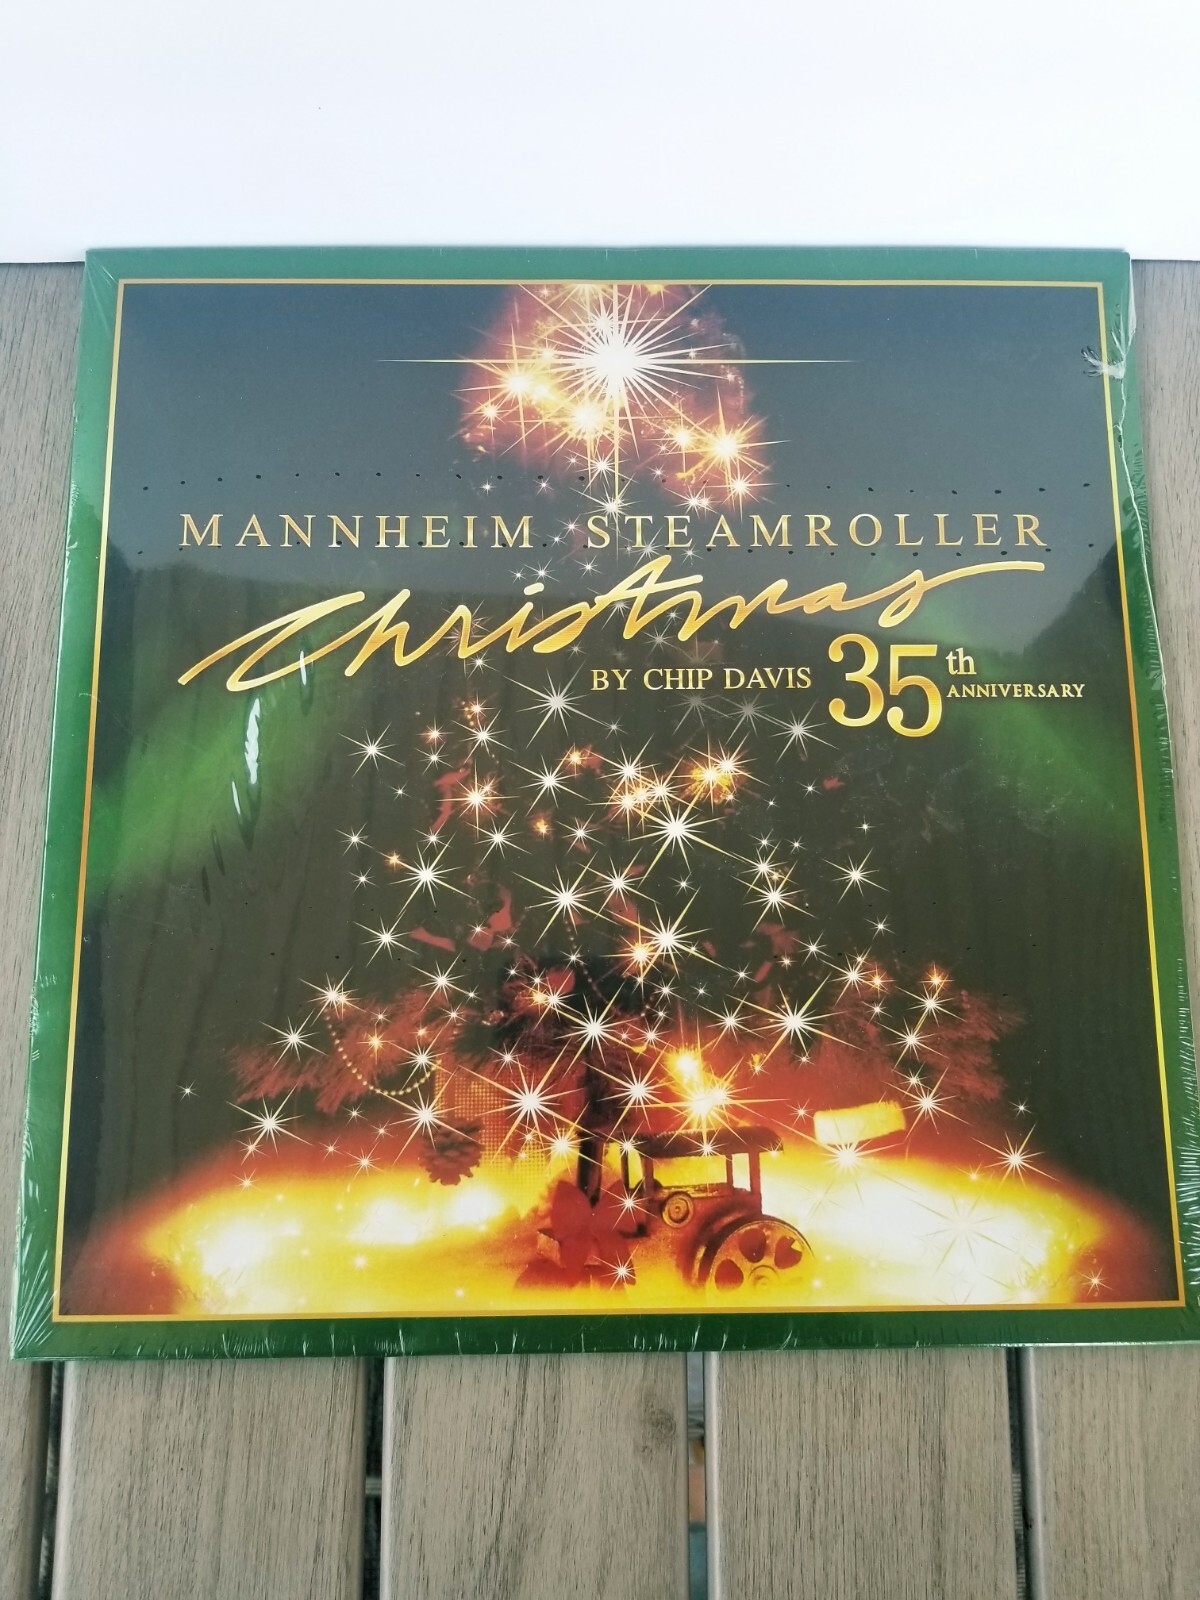 MANNHEIM STEAMROLLER
Christmas
BY CHIP DAVIS 35th ANNIVERSARY